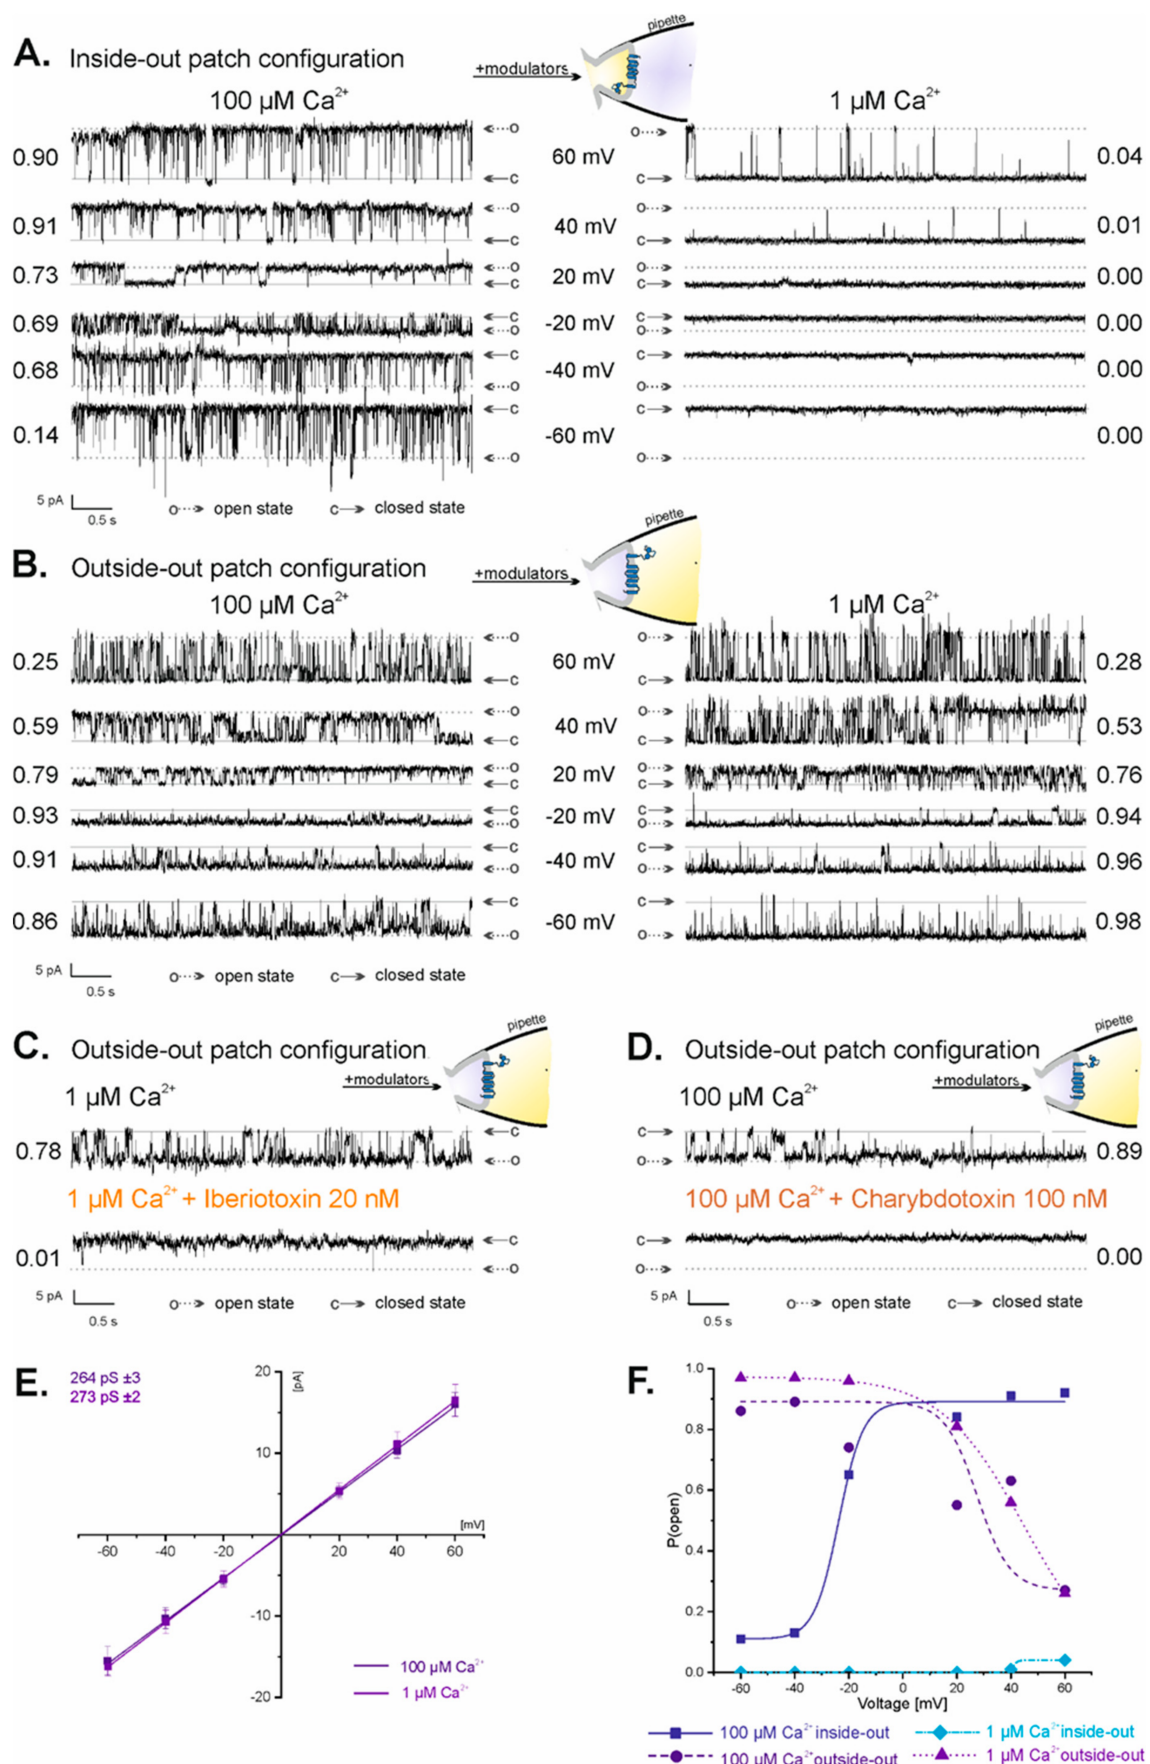 A. Inside-out patch configuration
pipette
+modulators
100 µM Ca²⁺
1 µM Ca²⁺
0.90 o c 60 mV o c 0.04
0.91 o c 40 mV o c 0.01
0.73 o c 20 mV o c 0.00
0.69 c o -20 mV c o 0.00
0.68 c o -40 mV c o 0.00
0.14 c o -60 mV c o 0.00
5 pA
0.5 s
o open state c closed state
B. Outside-out patch configuration
pipette
+modulators
100 µM Ca²⁺
1 µM Ca²⁺
0.25 o c 60 mV o c 0.28
0.59 o c 40 mV o c 0.53
0.79 o c 20 mV o c 0.76
0.93 c o -20 mV c o 0.94
0.91 c o -40 mV c o 0.96
0.86 c o -60 mV c o 0.98
5 pA
0.5 s
o open state c closed state
C. Outside-out patch configuration
pipette
+modulators
1 µM Ca²⁺
0.78 c o
1 µM Ca²⁺ + Iberiotoxin 20 nM
0.01 c o
5 pA
0.5 s
o open state c closed state
D. Outside-out patch configuration
pipette
+modulators
100 µM Ca²⁺
c o 0.89
100 µM Ca²⁺ + Charybdotoxin 100 nM
c o 0.00
5 pA
0.5 s
o open state c closed state
E.
264 pS ±3
273 pS ±2
[pA]
20
10
[mV]
-60 -40 -20 20 40 60
-10
-20
100 µM Ca²⁺
1 µM Ca²⁺
F.
P(open)
1.0
0.8
0.6
0.4
0.2
0.0
-60 -40 -20 0 20 40 60
Voltage [mV]
100 µM Ca²⁺ inside-out
1 µM Ca²⁺ inside-out
100 µM Ca²⁺ outside-out
1 µM Ca²⁺ outside-out